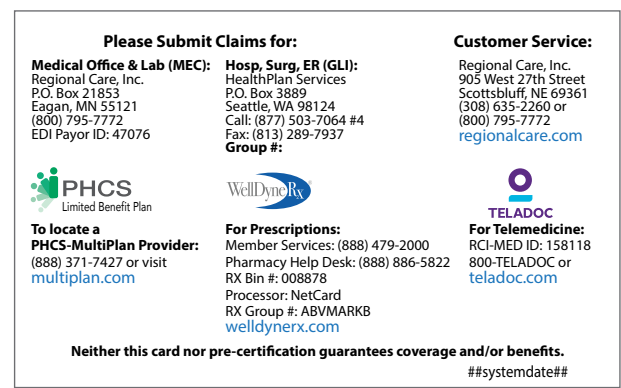 Please Submit Claims for:
Medical Office & Lab (MEC):
Regional Care, Inc.
P.O. Box 21853
Eagan, MN 55121
(800) 795-7772
EDI Payor ID: 47076
Hosp, Surg, ER (GLI):
HealthPlan Services
P.O. Box 3889
Seattle, WA 98124
Call: (877) 503-7064 #4
Fax: (813) 289-7937
Group #:
Customer Service:
Regional Care, Inc.
905 West 27th Street
Scottsbluff, NE 69361
(308) 635-2260 or
(800) 795-7772
regionalcare.com
PHCS
Limited Benefit Plan
To locate a
PHCS-MultiPlan Provider:
(888) 371-7427 or visit
multiplan.com
WellDyneRx
For Prescriptions:
Member Services: (888) 479-2000
Pharmacy Help Desk: (888) 886-5822
RX Bin #: 008878
Processor: NetCard
RX Group #: ABVMARKB
welldynerx.com
TELADOC
For Telemedicine:
RCI-MED ID: 158118
800-TELADOC or
teladoc.com
Neither this card nor pre-certification guarantees coverage and/or benefits.
##systemdate##